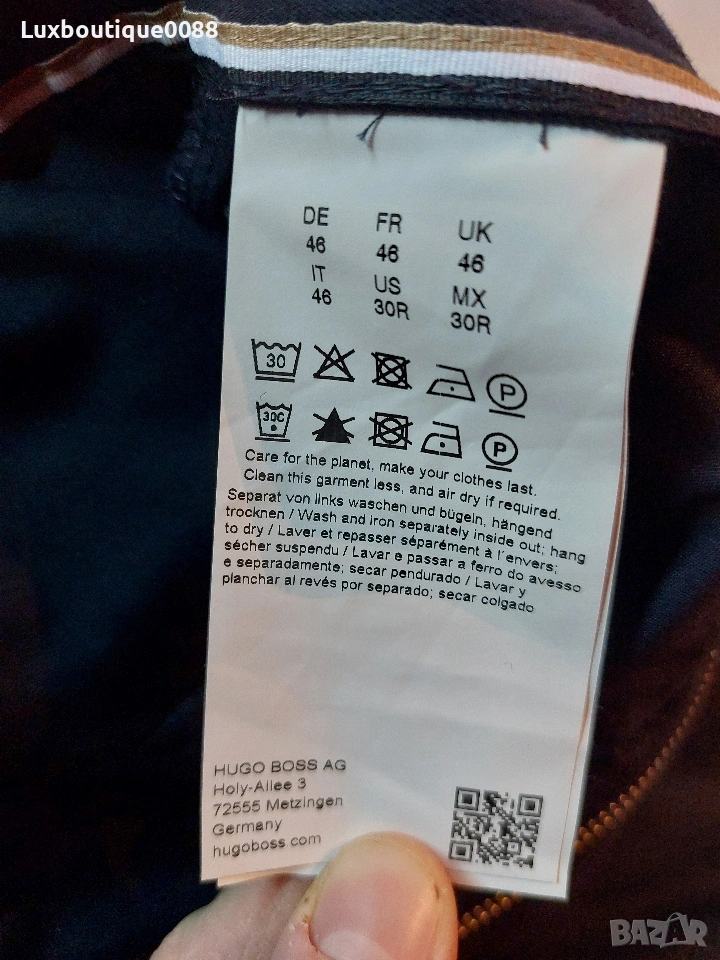 Luxboutique0088
DE FR UK
46 46 46
IT US MX
46 30R 30R
30 P
30C P
Care for the planet, make your clothes last.
Clean this garment less, and air dry if required.
Separat von links waschen und bügeln, hängend
trocknen / Wash and iron separately inside out; hang
to dry / Laver et repasser séparément à l'envers;
sécher suspendu / Lavar e passar a ferro do avesso
e separadamente; secar pendurado / Lavar y
planchar al revés por separado; secar colgado
HUGO BOSS AG
Holy-Allee 3
72555 Metzingen
Germany
hugoboss.com
BAZAR